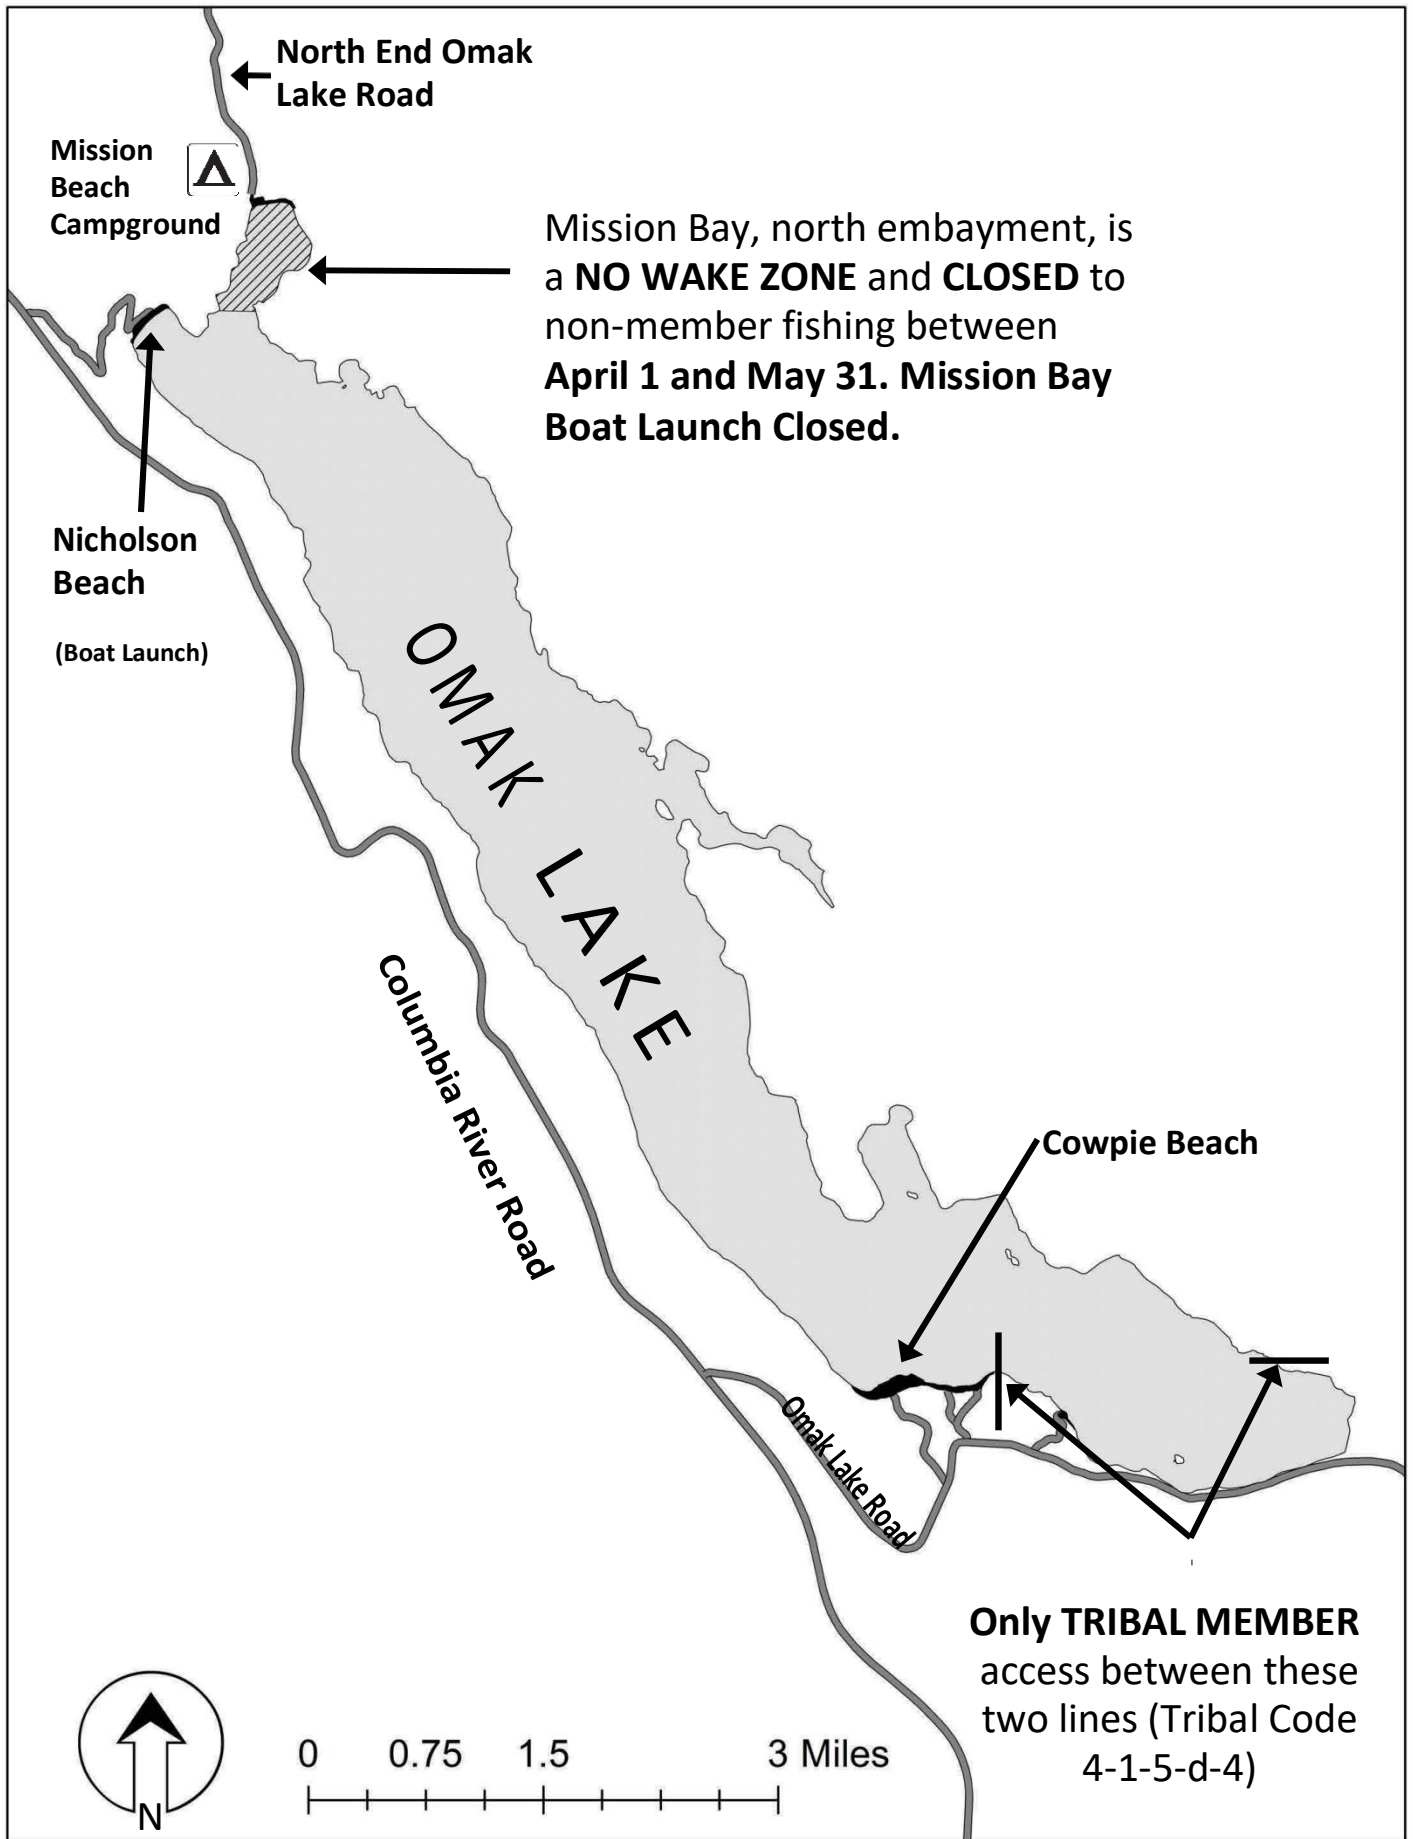 North End Omak
Lake Road
Mission
Beach
Campground
Mission Bay, north embayment, is
a NO WAKE ZONE and CLOSED to
non-member fishing between
April 1 and May 31. Mission Bay
Boat Launch Closed.
Nicholson
Beach
(Boat Launch)
OMAK LAKE
Columbia River Road
Cowpie Beach
Omak Lake Road
Only TRIBAL MEMBER
access between these
two lines (Tribal Code
4-1-5-d-4)
0 0.75 1.5 3 Miles
N